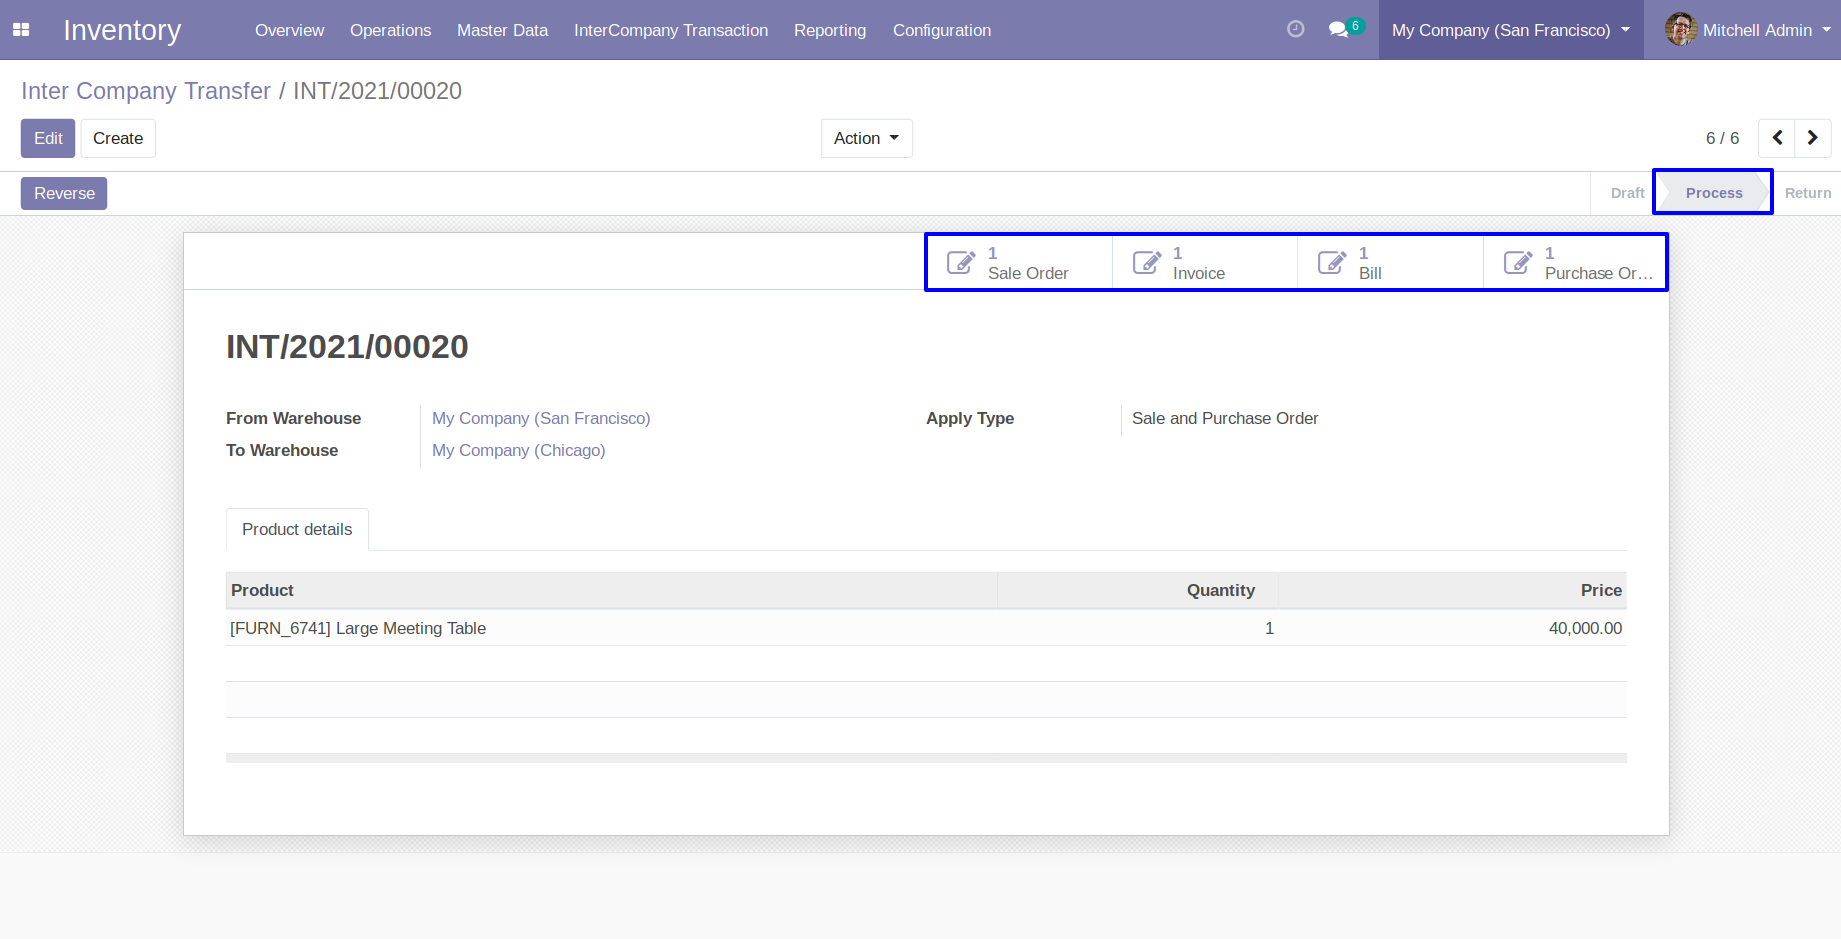 Inventory Overview Operations Master Data InterCompany Transaction Reporting Configuration 6 My Company (San Francisco) Mitchell Admin
Inter Company Transfer / INT/2021/00020
Edit Create Action 6 / 6
Reverse Draft Process Return
1 1 1 1
Sale Order Invoice Bill Purchase Or...
INT/2021/00020
From Warehouse My Company (San Francisco) Apply Type Sale and Purchase Order
To Warehouse My Company (Chicago)
Product details
Product Quantity Price
[FURN_6741] Large Meeting Table 1 40,000.00